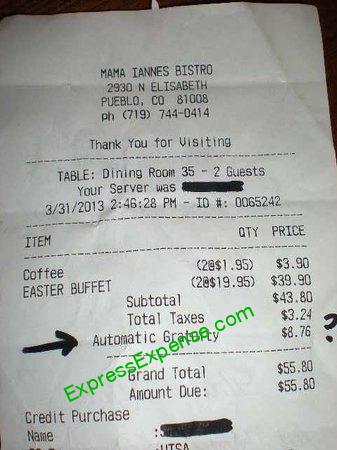 MAMA IANNES BISTRO
2930 N ELISABETH
PUEBLO, CO 81008
ph (719) 744-0414
Thank You for Visiting
TABLE: Dining Room 35 - 2 Guests
Your Server was
3/31/2013 2:46:28 PM - ID #: 0065242
ITEM QTY PRICE
Coffee (2@$1.95) $3.90
EASTER BUFFET (2@$19.95) $39.90
Subtotal $43.80
Total Taxes $3.24
Automatic Gratuity $8.76 ?
ExpressExpense.com
Grand Total $55.80
Amount Due: $55.80
Credit Purchase
Name :
:VISA